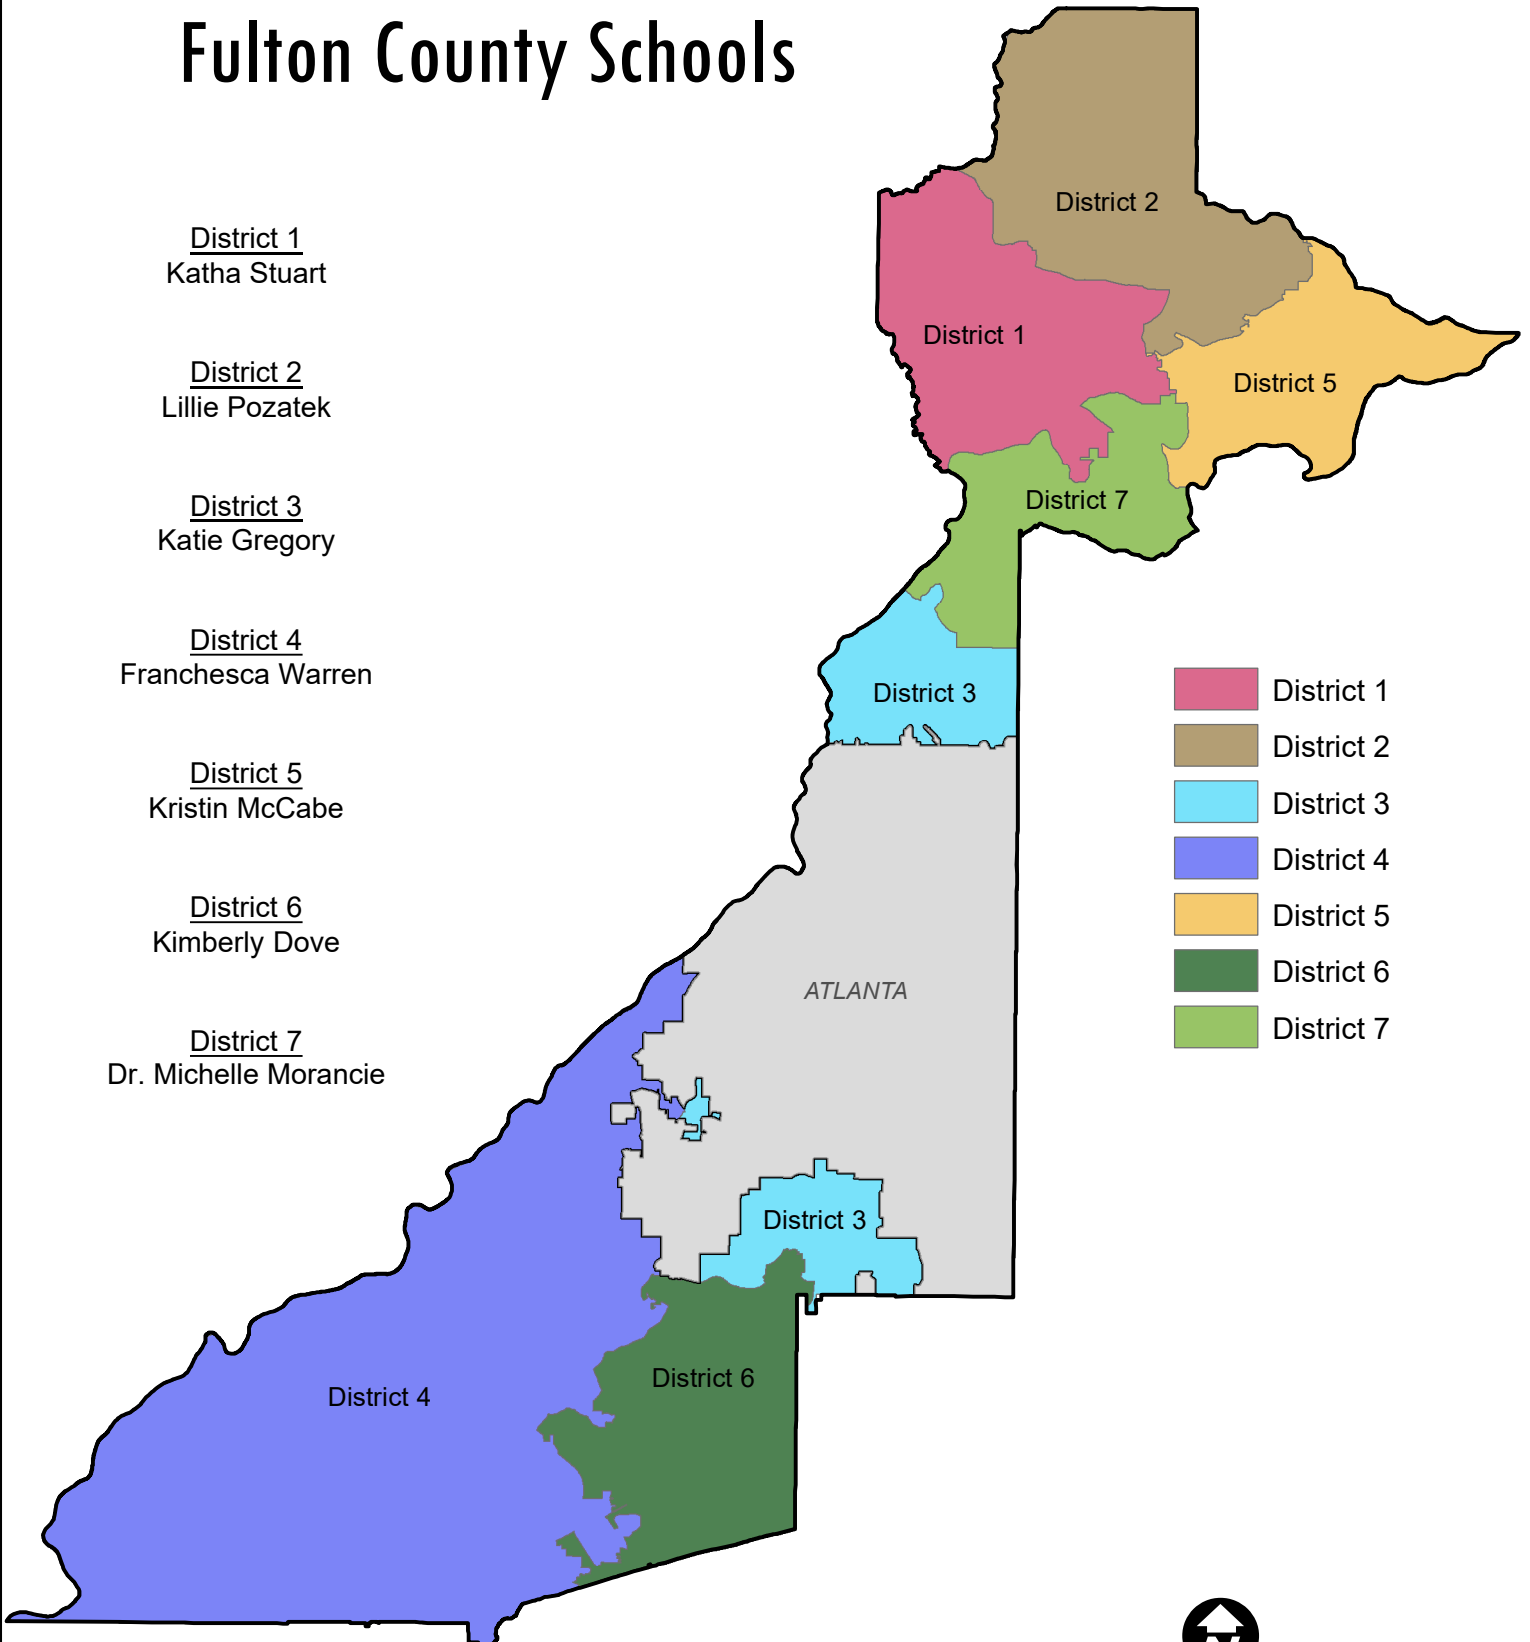 Fulton County Schools
District 1
Katha Stuart
District 2
Lillie Pozatek
District 3
Katie Gregory
District 4
Franchesca Warren
District 5
Kristin McCabe
District 6
Kimberly Dove
District 7
Dr. Michelle Morancie
District 2
District 1
District 5
District 7
District 3
ATLANTA
District 3
District 6
District 4
District 1
District 2
District 3
District 4
District 5
District 6
District 7